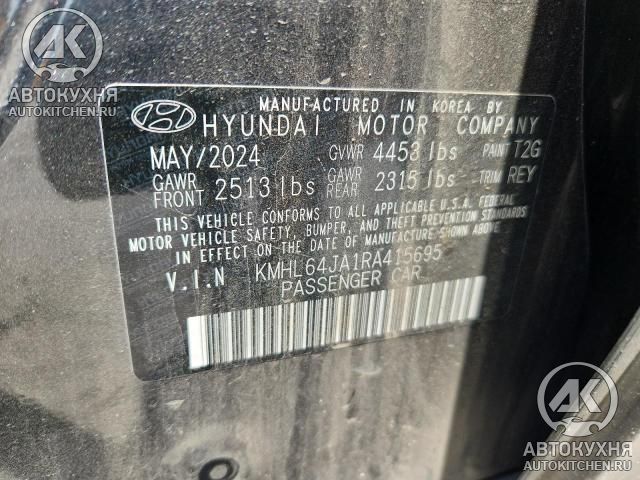 АВТОКУХНЯ
AUTOKITCHEN.RU
MANUFACTURED IN KOREA BY
HYUNDAI MOTOR COMPANY
MAY/2024 GVWR 4453 lbs PAINT T2G
GAWR FRONT 2513 lbs GAWR REAR 2315 lbs TRIM REY
THIS VEHICLE CONFORMS TO ALL APPLICABLE U.S.A. FEDERAL
MOTOR VEHICLE SAFETY, BUMPER, AND THEFT PREVENTION STANDARDS
IN EFFECT ON THE DATE OF MANUFACTURE SHOWN ABOVE.
V.I.N KMHL64JA1RA415695
PASSENGER CAR
АК
АВТОКУХНЯ
AUTOKITCHEN.RU